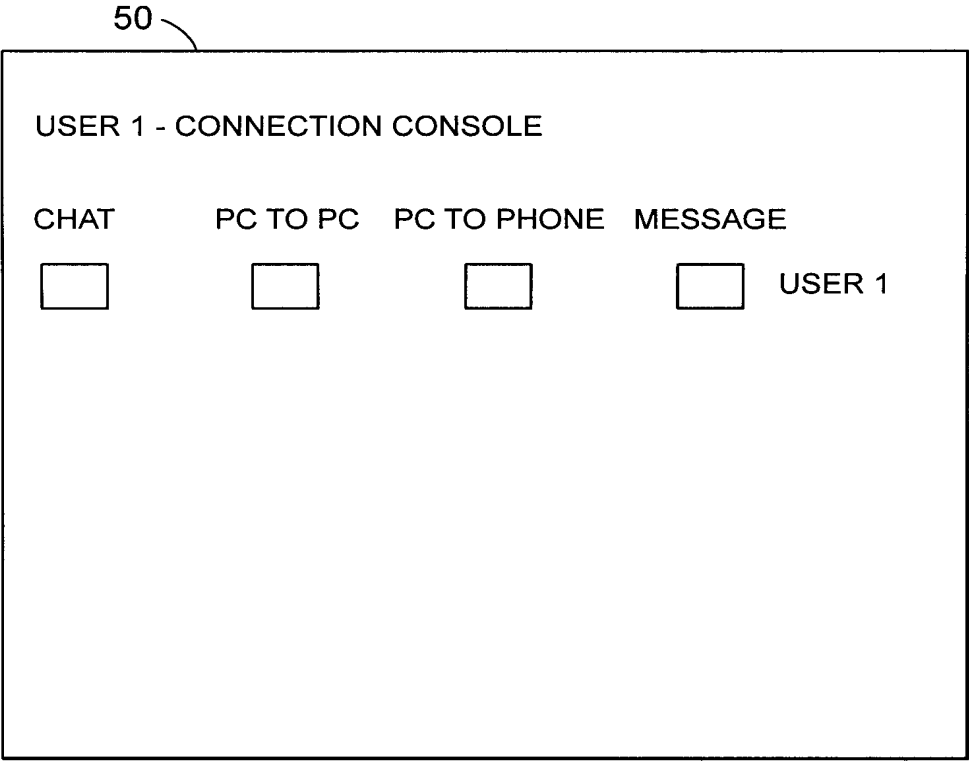 50
USER 1 - CONNECTION CONSOLE
CHAT PC TO PC PC TO PHONE MESSAGE
USER 1